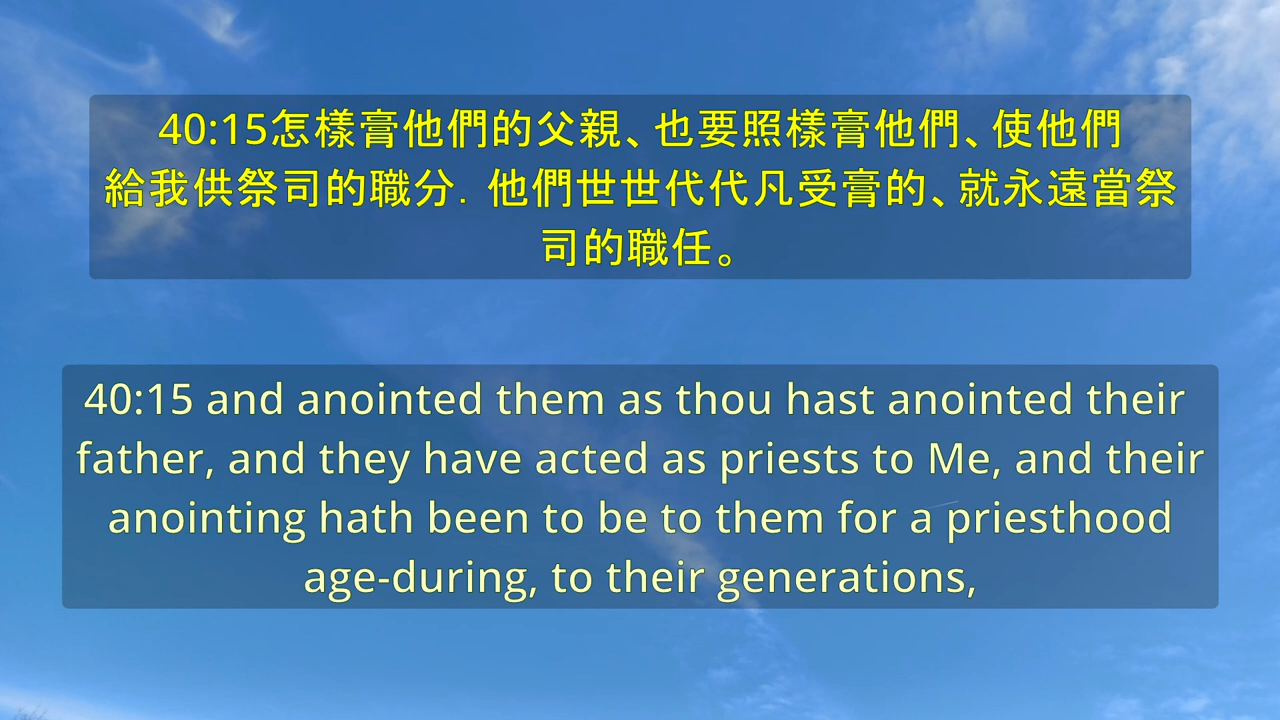 40:15怎樣膏他們的父親、也要照樣膏他們、使他們
給我供祭司的職分．他們世世代代凡受膏的、就永遠當祭
司的職任。
40:15 and anointed them as thou hast anointed their
father, and they have acted as priests to Me, and their
anointing hath been to be to them for a priesthood
age-during, to their generations,